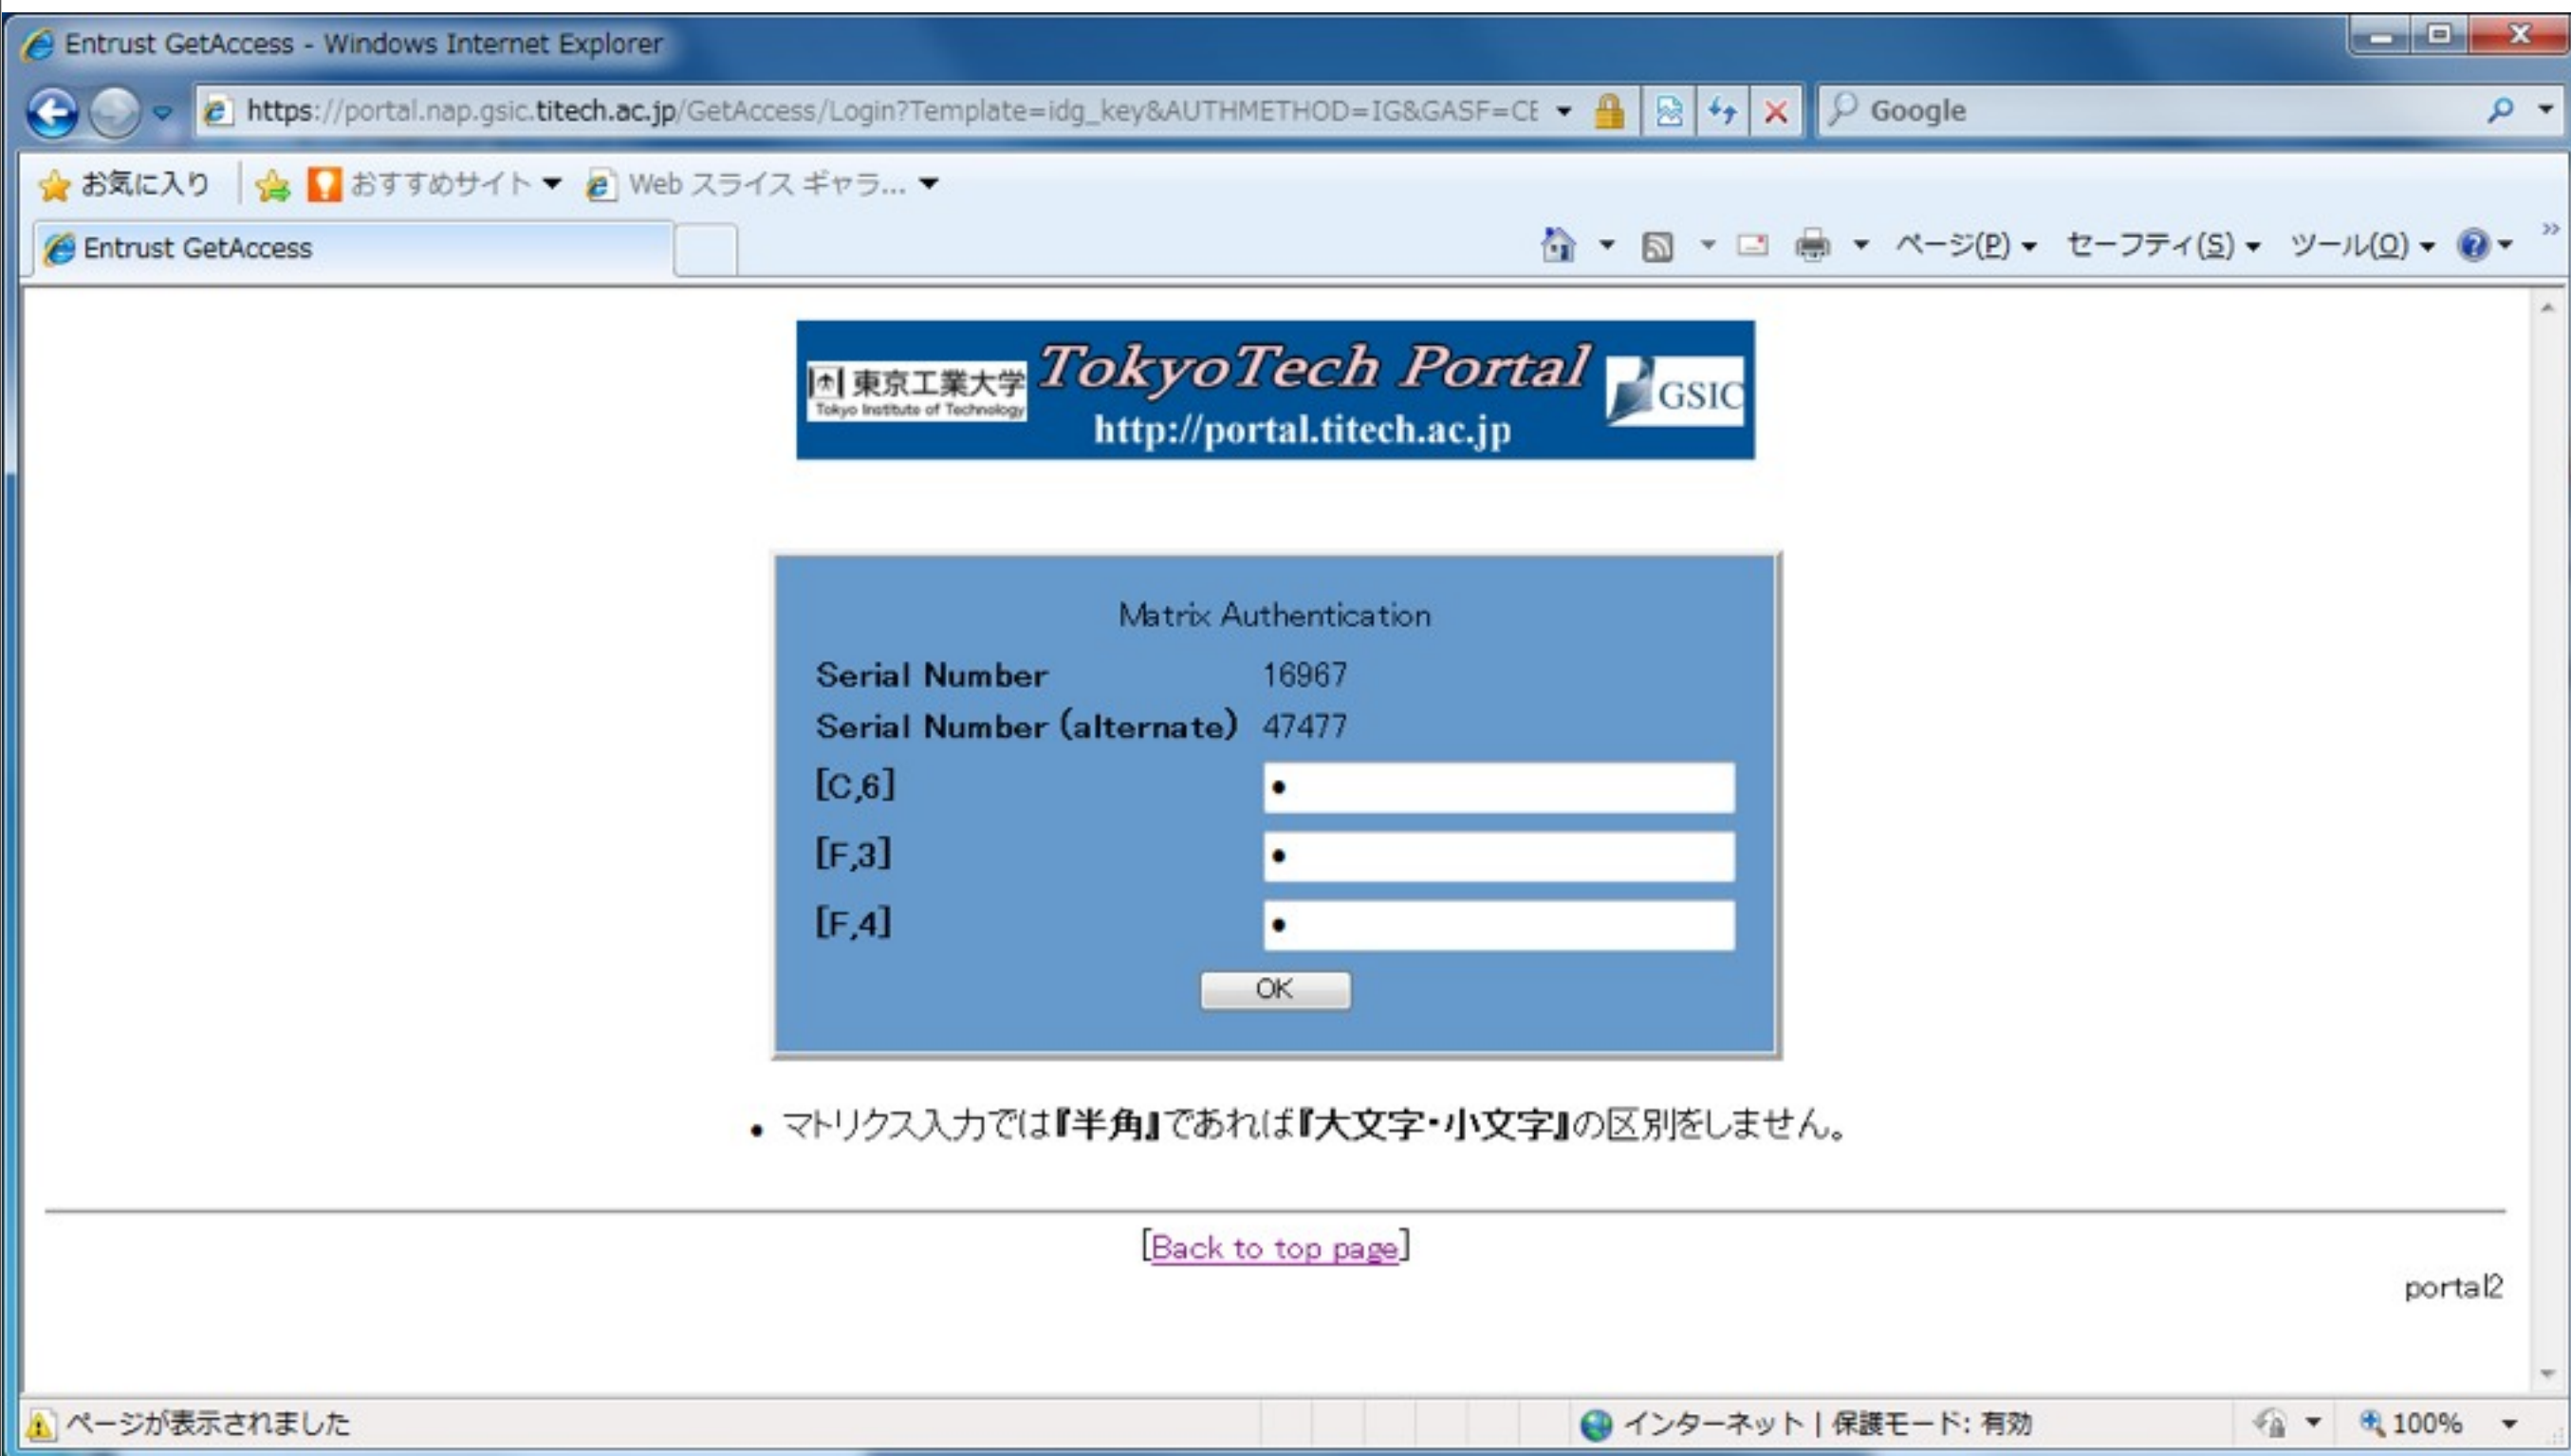 Entrust GetAccess - Windows Internet Explorer
https://portal.nap.gsic.titech.ac.jp/GetAccess/Login?Template=idg_key&AUTHMETHOD=IG&GASF=CE
Google
お気に入り おすすめサイト Web スライス ギャラ...
Entrust GetAccess
ページ(P) セーフティ(S) ツール(O)
東京工業大学
Tokyo Institute of Technology
TokyoTech Portal
http://portal.titech.ac.jp
GSIC
Matrix Authentication
Serial Number 16967
Serial Number (alternate) 47477
[C,6]
[F,3]
[F,4]
OK
• マトリクス入力では『半角』であれば『大文字・小文字』の区別をしません。
[Back to top page]
portal2
ページが表示されました インターネット | 保護モード: 有効 100%